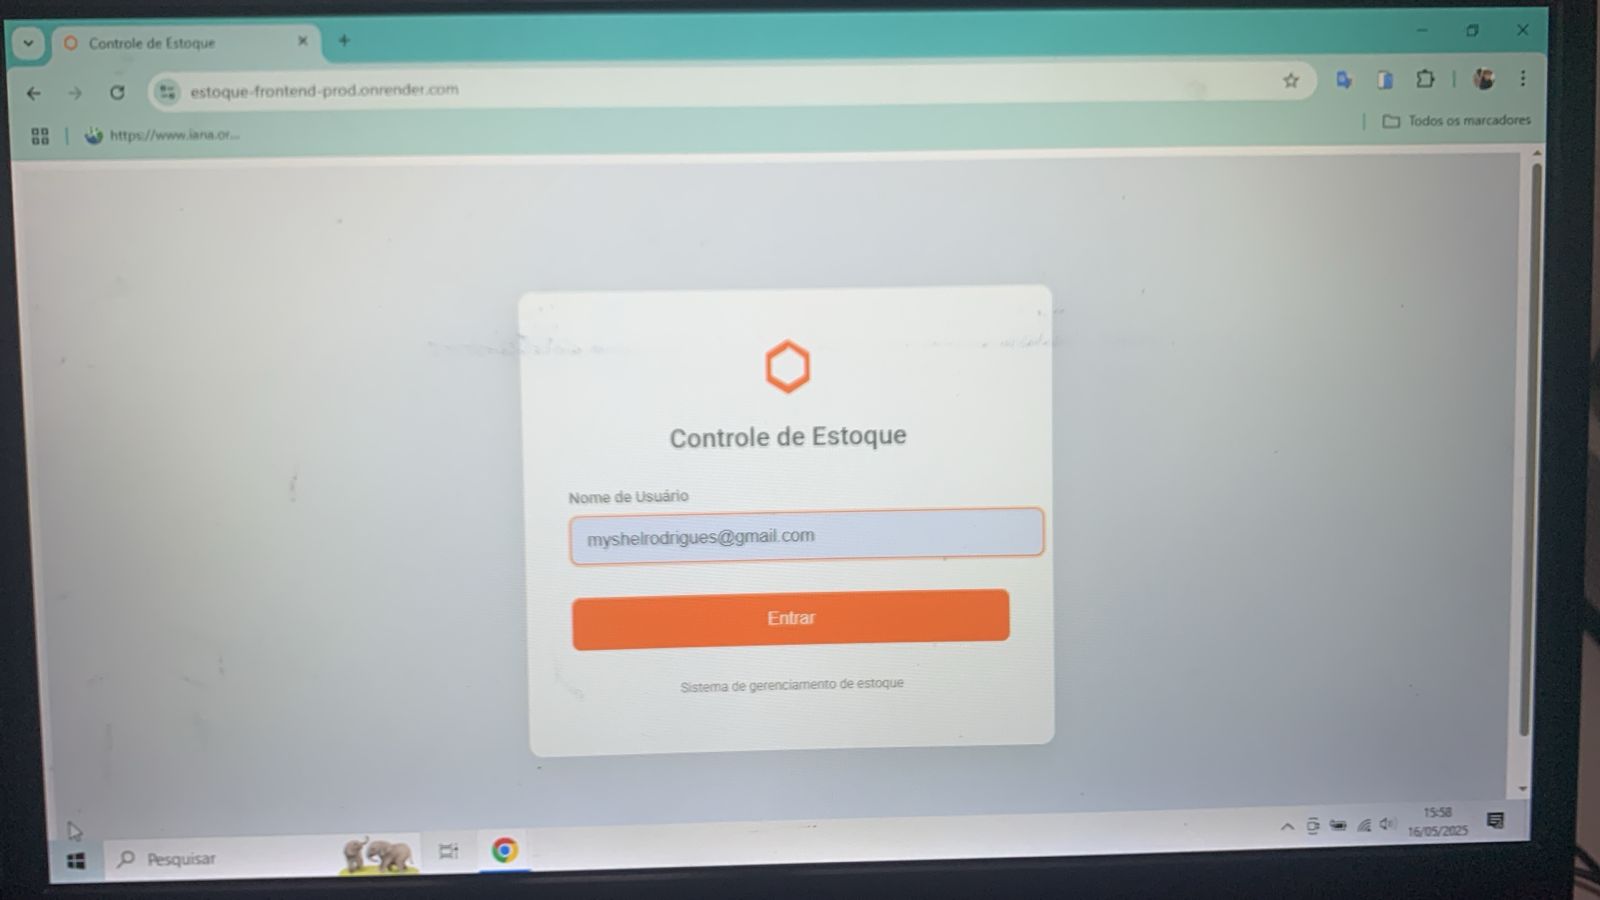 Controle de Estoque
estoque-frontend-prod.onrender.com
https://www.iana.or...
Todos os marcadores
Controle de Estoque
Nome de Usuário
myshelrodrigues@gmail.com
Entrar
Sistema de gerenciamento de estoque
Pesquisar
15:58
16/05/2025